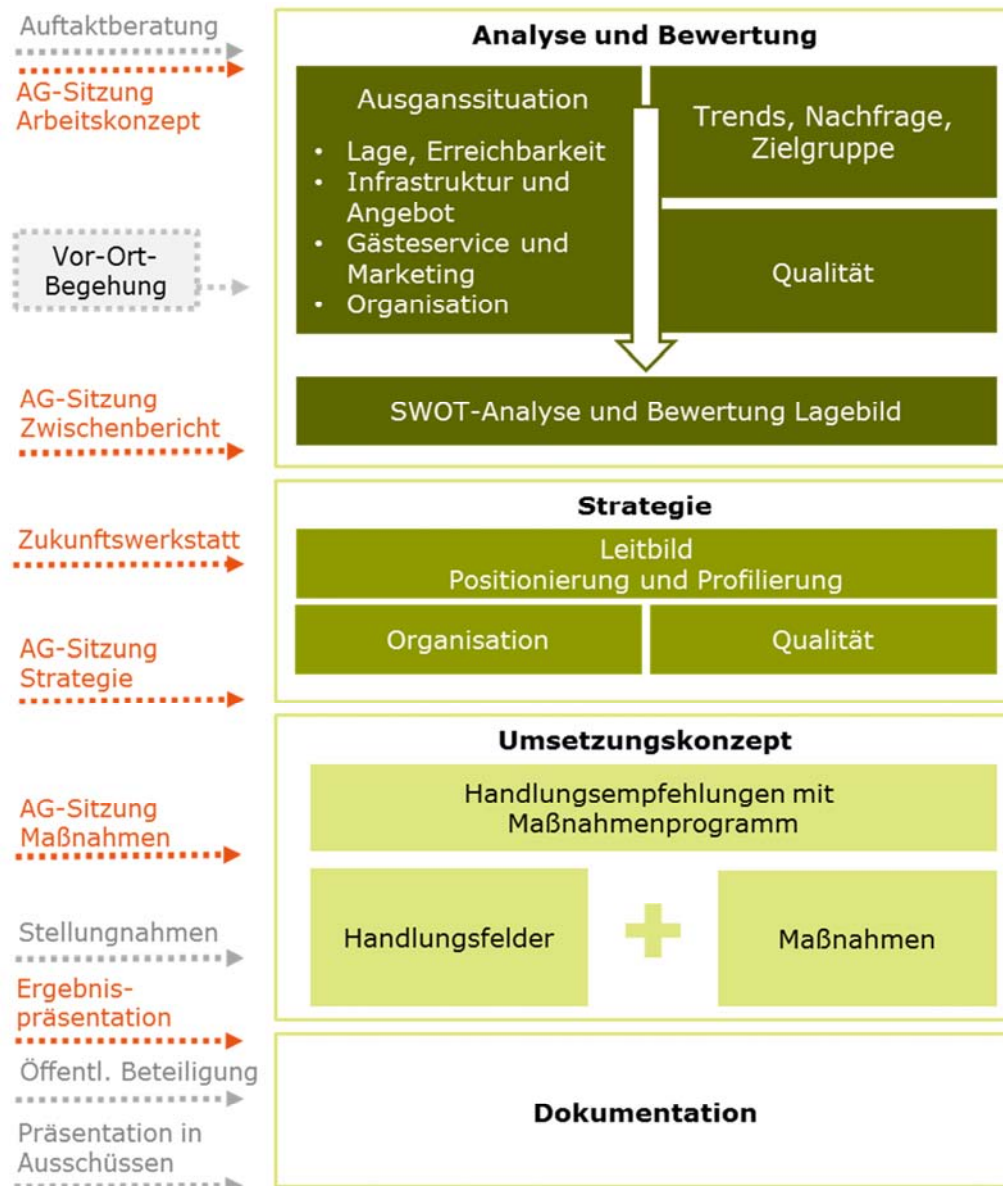 Auftaktberatung
AG-Sitzung
Arbeitskonzept
Vor-Ort-
Begehung
AG-Sitzung
Zwischenbericht
Zukunftswerkstatt
AG-Sitzung
Strategie
AG-Sitzung
Maßnahmen
Stellungnahmen
Ergebnis-
präsentation
Öffentl. Beteiligung
Präsentation in
Ausschüssen
Analyse und Bewertung
Ausganssituation
• Lage, Erreichbarkeit
• Infrastruktur und
Angebot
• Gästeservice und
Marketing
• Organisation
Trends, Nachfrage,
Zielgruppe
Qualität
SWOT-Analyse und Bewertung Lagebild
Strategie
Leitbild
Positionierung und Profilierung
Organisation
Qualität
Umsetzungskonzept
Handlungsempfehlungen mit
Maßnahmenprogramm
Handlungsfelder
Maßnahmen
Dokumentation